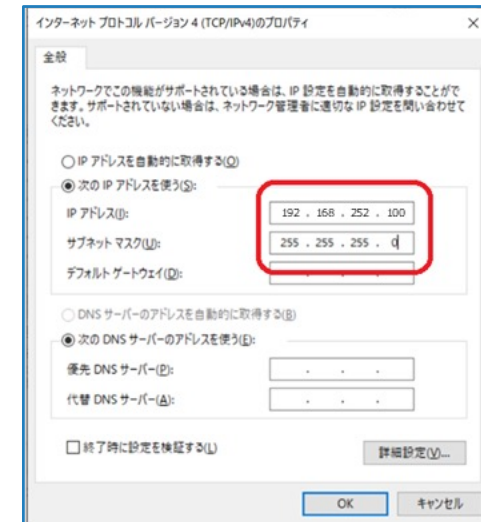 インターネット プロトコル バージョン 4 (TCP/IPv4)のプロパティ
全般
ネットワークでこの機能がサポートされている場合は、IP 設定を自動的に取得することがで
きます。サポートされていない場合は、ネットワーク管理者に適切な IP 設定を問い合わせて
ください。
IP アドレスを自動的に取得する(O)
次の IP アドレスを使う(S):
IP アドレス(I): 192 . 168 . 252 . 100
サブネット マスク(U): 255 . 255 . 255 . 0
デフォルト ゲートウェイ(D): . . .
DNS サーバーのアドレスを自動的に取得する(B)
次の DNS サーバーのアドレスを使う(E):
優先 DNS サーバー(P): . . .
代替 DNS サーバー(A): . . .
終了時に設定を検証する(L)
詳細設定(V)...
OK キャンセル